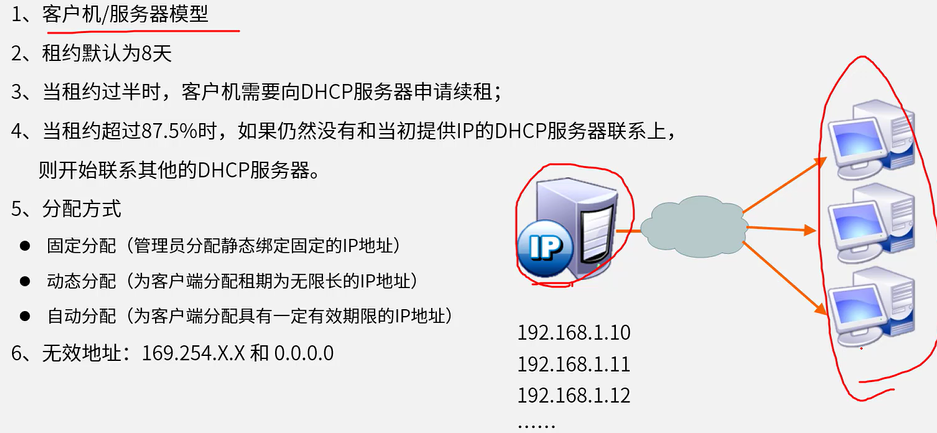 1、客户机/服务器模型
2、租约默认为8天
3、当租约过半时，客户机需要向DHCP服务器申请续租；
4、当租约超过87.5%时，如果仍然没有和当初提供IP的DHCP服务器联系上，
则开始联系其他的DHCP服务器。
5、分配方式
● 固定分配（管理员分配静态绑定固定的IP地址）
● 动态分配（为客户端分配租期为无限长的IP地址）
● 自动分配（为客户端分配具有一定有效期限的IP地址）
6、无效地址：169.254.X.X 和 0.0.0.0
IP
192.168.1.10
192.168.1.11
192.168.1.12
……